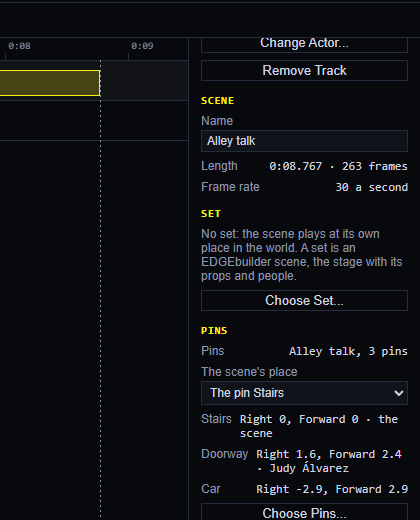 Change Actor...
0:08
0:09
Remove Track
SCENE
Name
Alley talk
Length 0:08.767 · 263 frames
Frame rate 30 a second
SET
No set: the scene plays at its own
place in the world. A set is an
EDGEbuilder scene, the stage with its
props and people.
Choose Set...
PINS
Pins Alley talk, 3 pins
The scene's place
The pin Stairs
Stairs Right 0, Forward 0 · the
scene
Doorway Right 1.6, Forward 2.4
· Judy Álvarez
Car Right -2.9, Forward 2.9
Choose Pins...